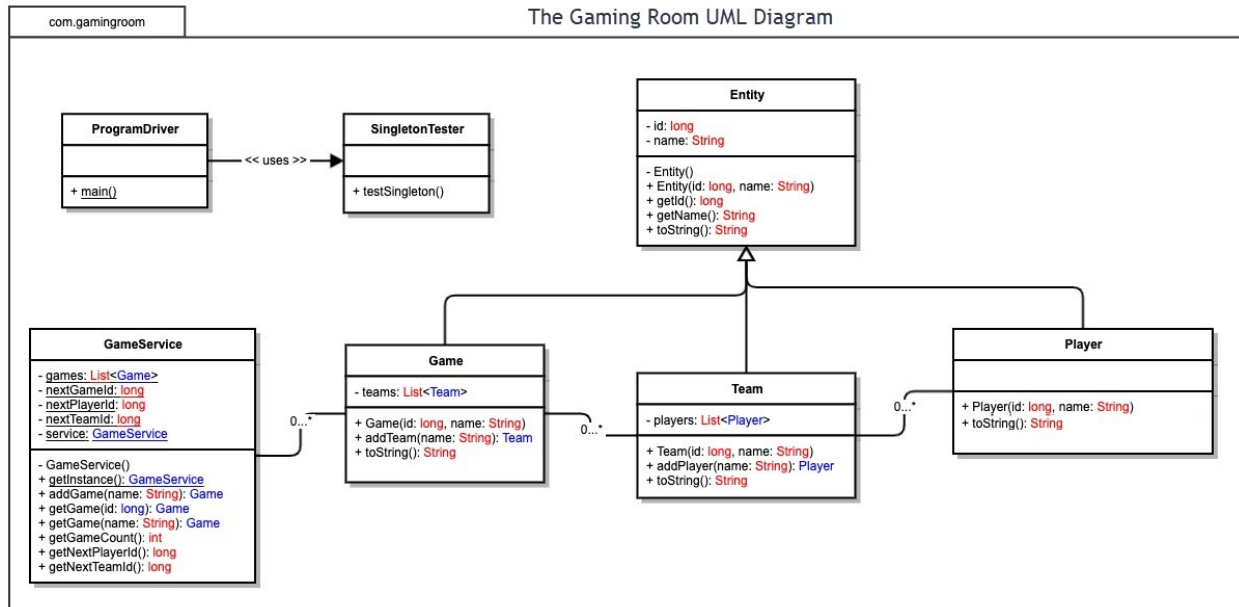 com.gamingroom
The Gaming Room UML Diagram
ProgramDriver
+ main()
<< uses >>
SingletonTester
+ testSingleton()
Entity
- id: long
- name: String
- Entity()
+ Entity(id: long, name: String)
+ getId(): long
+ getName(): String
+ toString(): String
GameService
- games: List<Game>
- nextGameId: long
- nextPlayerId: long
- nextTeamId: long
- service: GameService
- GameService()
+ getInstance(): GameService
+ addGame(name: String): Game
+ getGame(id: long): Game
+ getGame(name: String): Game
+ getGameCount(): int
+ getNextPlayerId(): long
+ getNextTeamId(): long
0...*
Game
- teams: List<Team>
+ Game(id: long, name: String)
+ addTeam(name: String): Team
+ toString(): String
0...*
Team
- players: List<Player>
+ Team(id: long, name: String)
+ addPlayer(name: String): Player
+ toString(): String
0...*
Player
+ Player(id: long, name: String)
+ toString(): String